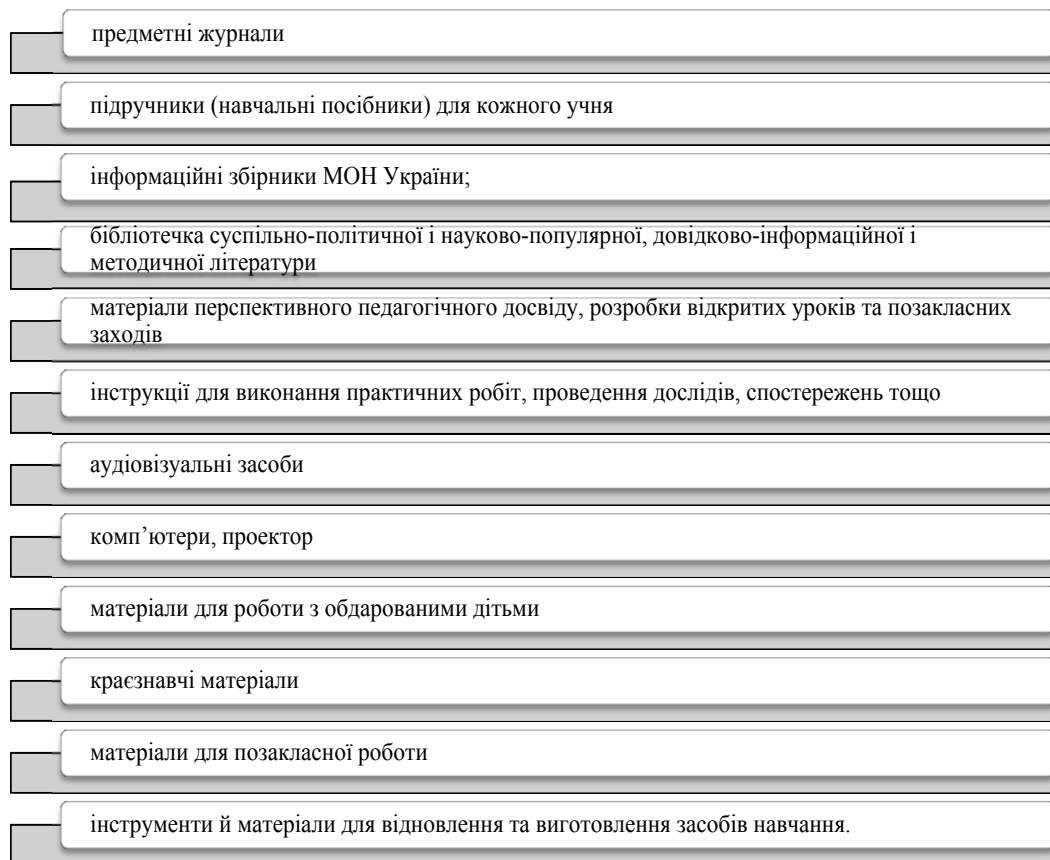 предметні журнали
підручники (навчальні посібники) для кожного учня
інформаційні збірники МОН України;
бібліотечка суспільно-політичної і науково-популярної, довідково-інформаційної і
методичної літератури
матеріали перспективного педагогічного досвіду, розробки відкритих уроків та позакласних
заходів
інструкції для виконання практичних робіт, проведення дослідів, спостережень тощо
аудіовізуальні засоби
комп’ютери, проектор
матеріали для роботи з обдарованими дітьми
краєзнавчі матеріали
матеріали для позакласної роботи
інструменти й матеріали для відновлення та виготовлення засобів навчання.